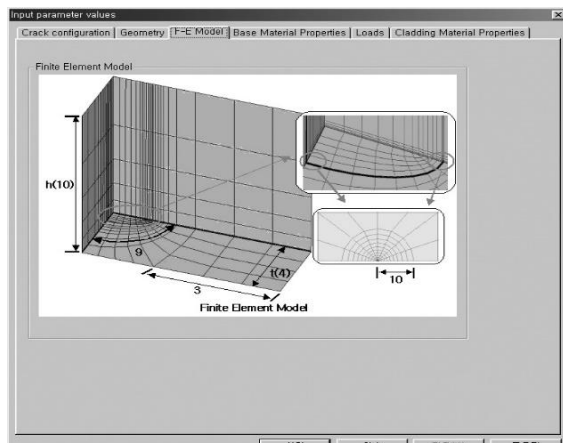 Input parameter values
Crack configuration | Geometry | F-E Model | Base Material Properties | Loads | Cladding Material Properties
Finite Element Model
h(10)
9
3
t(4)
10
Finite Element Model